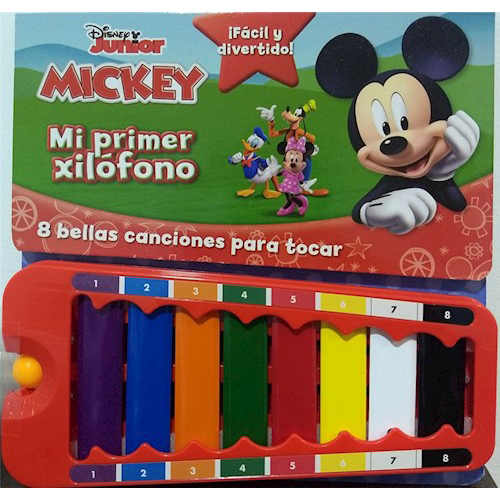 Disney
Junior
MICKEY
¡Fácil y
divertido!
Mi primer
xilófono
8 bellas canciones para tocar
1 2 3 4 5 6 7 8
1 2 3 4 5 6 7 8